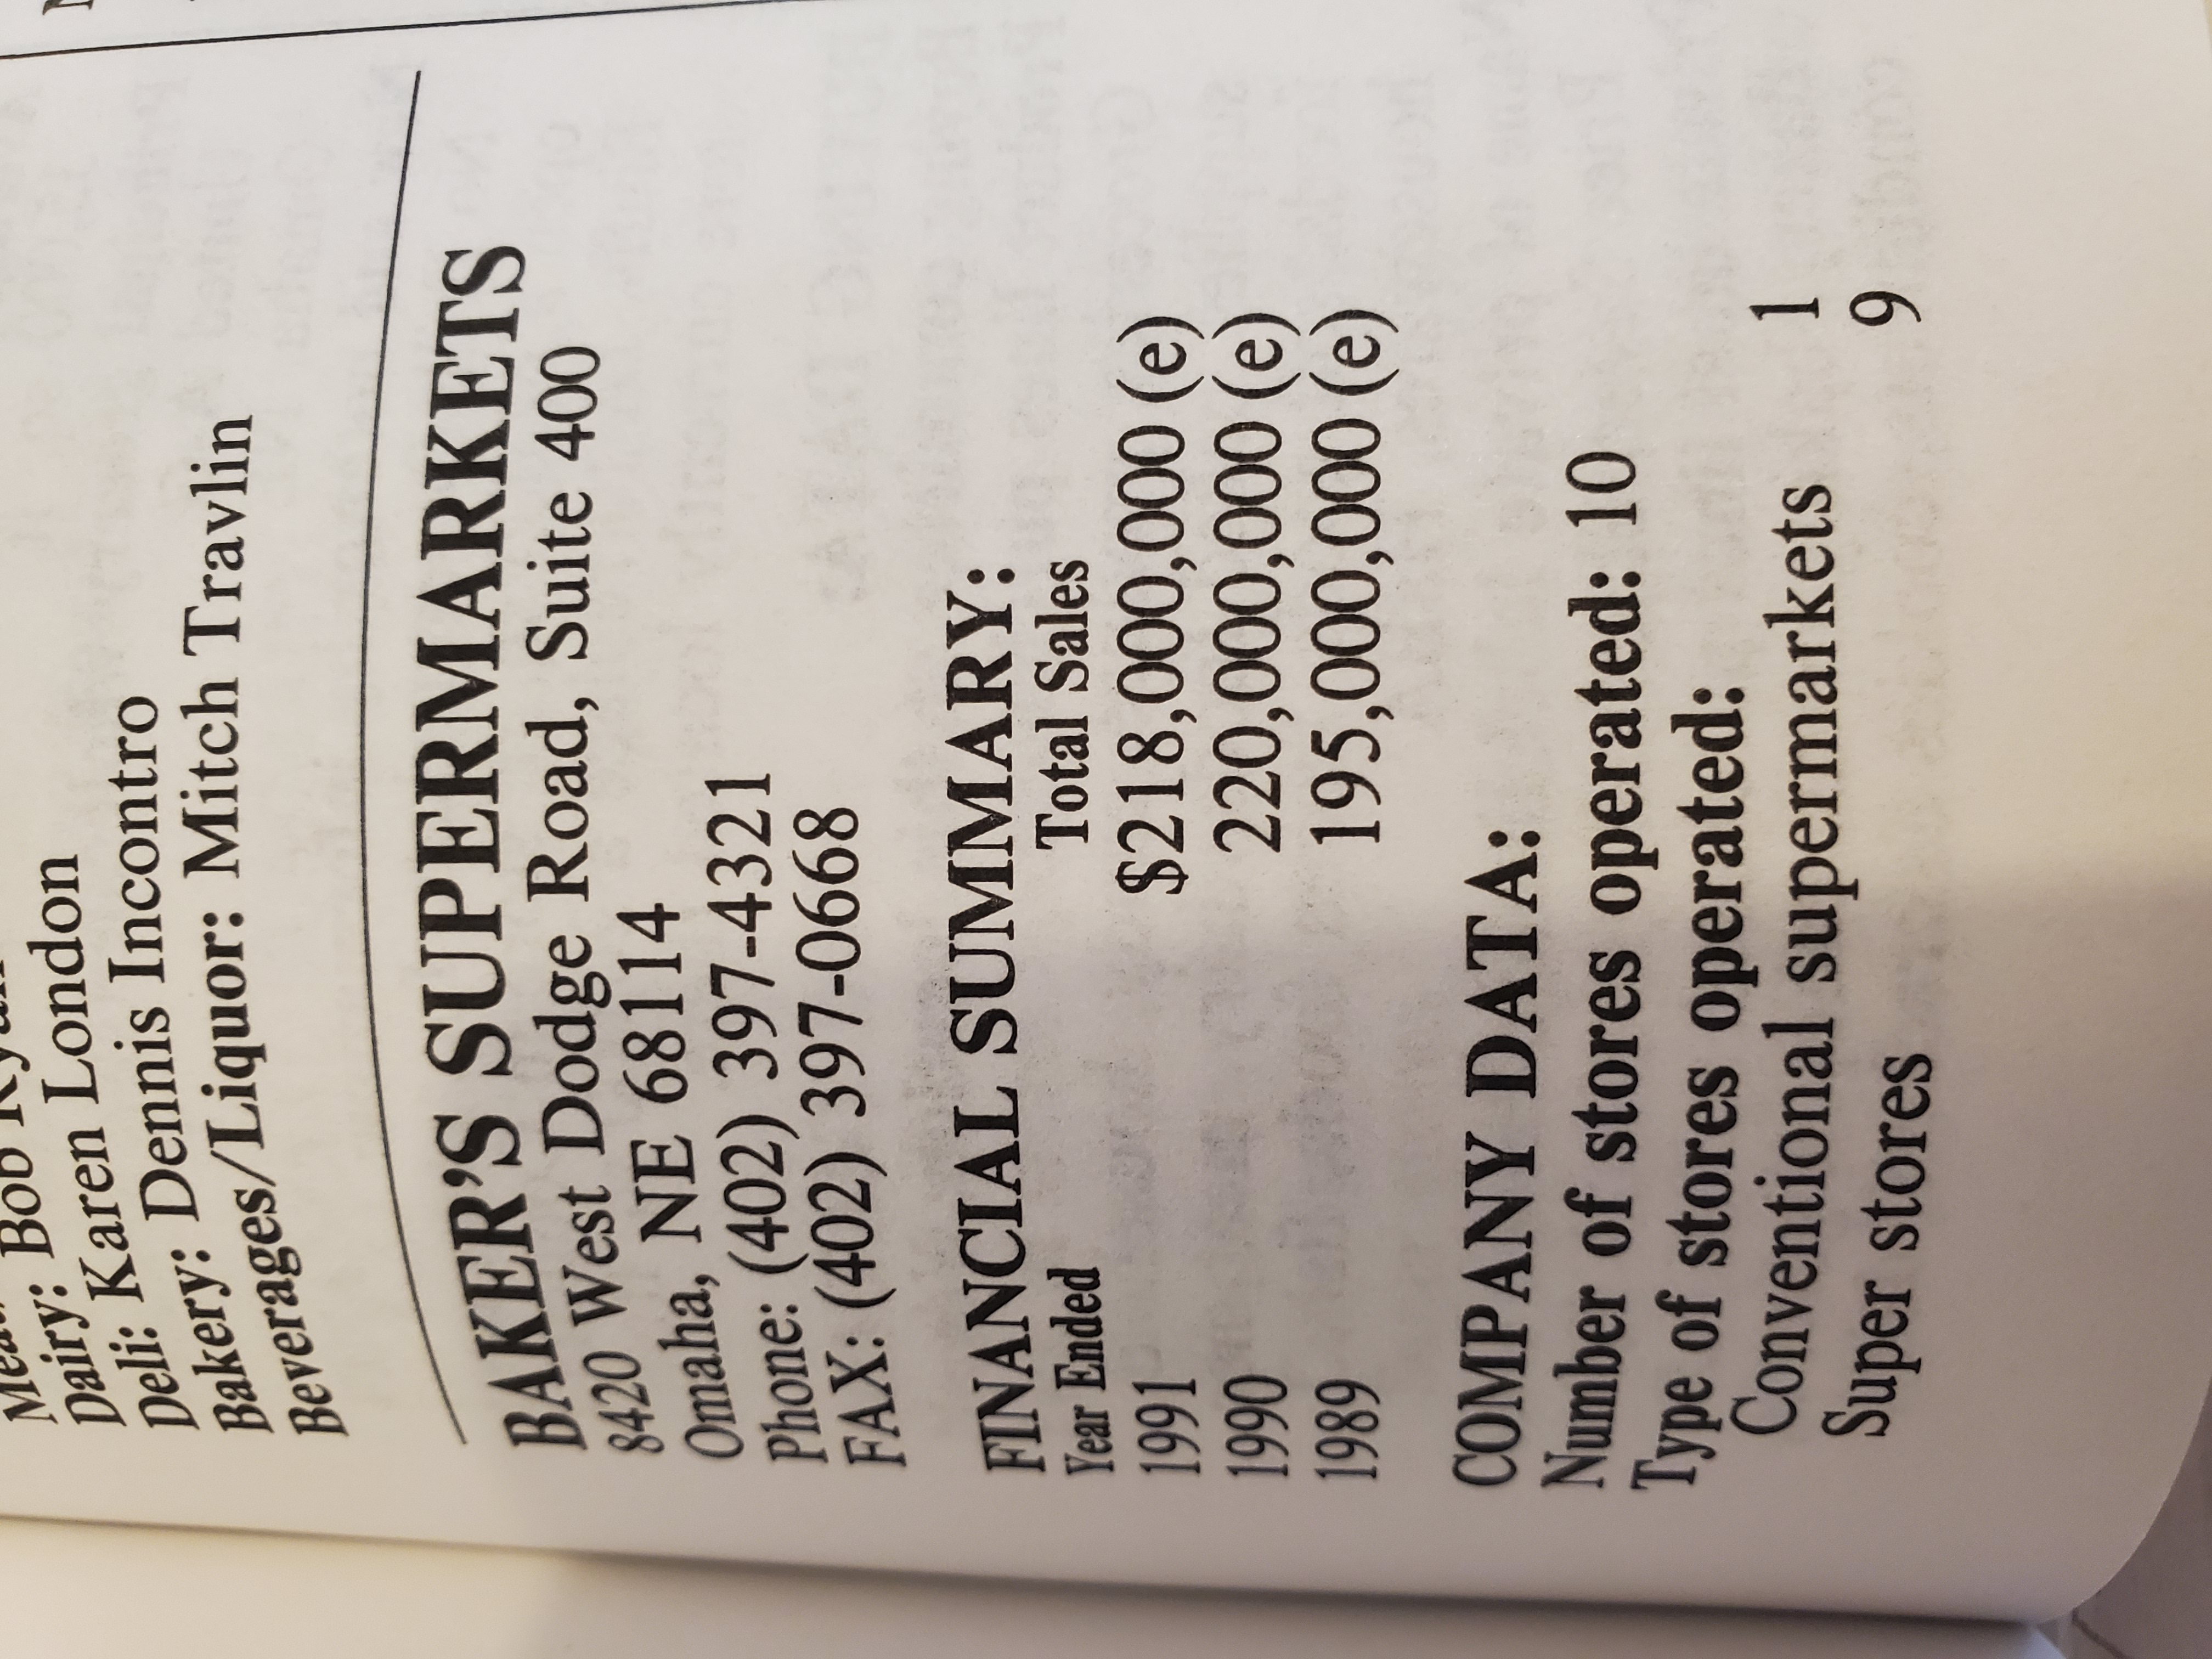 Meat: Bob
Dairy: Karen London
Deli: Dennis Incontro
Bakery: Mitch Travlin
Beverages/Liquor:
BAKER'S SUPERMARKETS
8420 West Dodge Road, Suite 400
Omaha, NE 68114
Phone: (402) 397-4321
FAX: (402) 397-0668
FINANCIAL SUMMARY:
Year Ended Total Sales
1991 $218,000,000 (e)
1990 220,000,000 (e)
1989 195,000,000 (e)
COMPANY DATA:
Number of stores operated: 10
Type of stores operated:
Conventional supermarkets 1
Super stores 9